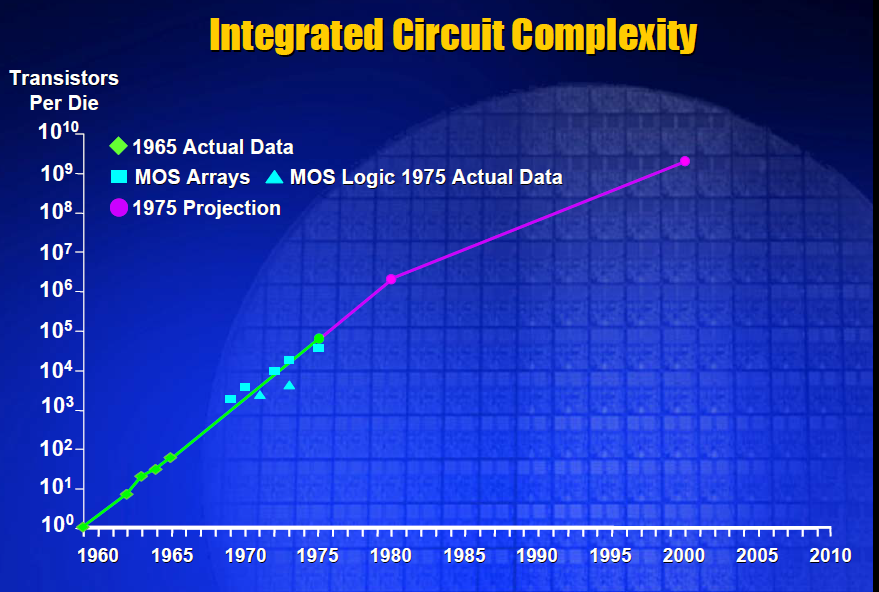 Integrated Circuit Complexity
Transistors
Per Die
10¹⁰
10⁹
10⁸
10⁷
10⁶
10⁵
10⁴
10³
10²
10¹
10⁰
1965 Actual Data
MOS Arrays MOS Logic 1975 Actual Data
1975 Projection
1960 1965 1970 1975 1980 1985 1990 1995 2000 2005 2010